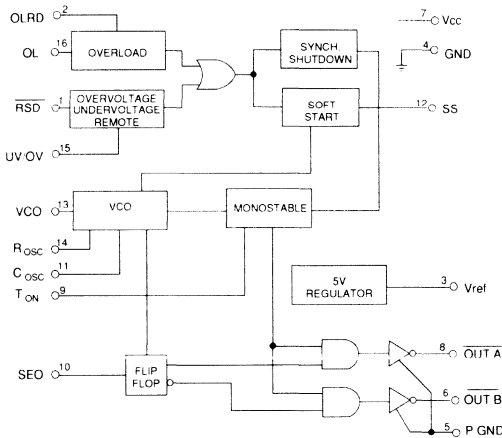 OLRD 2
OL 16
OVERLOAD
RSD 1
OVERVOLTAGE
UNDERVOLTAGE
REMOTE
UV/OV 15
SYNCH.
SHUTDOWN
SOFT
START
7 Vcc
4 GND
12 SS
VCO 13
VCO
MONOSTABLE
ROSC 14
COSC 11
TON 9
5V
REGULATOR
3 Vref
SEO 10
FLIP
FLOP
8 OUT A
6 OUT B
5 P GND